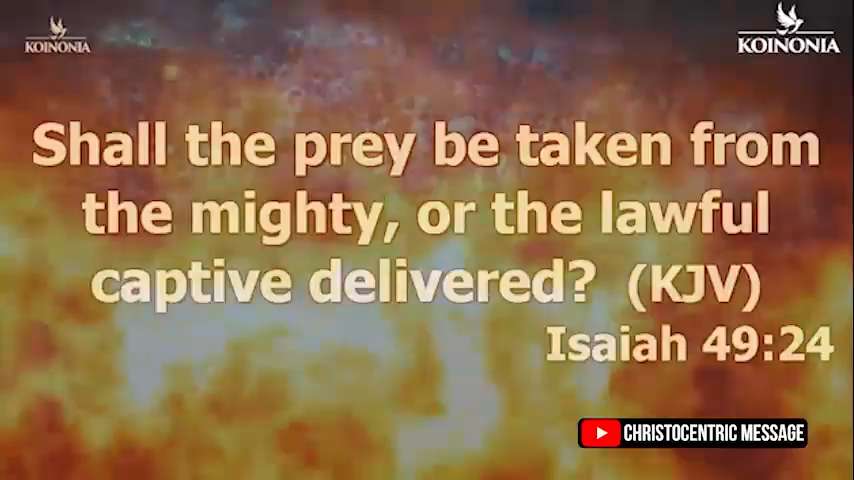 KOINONIA
KOINONIA
Shall the prey be taken from
the mighty, or the lawful
captive delivered? (KJV)
Isaiah 49:24
CHRISTOCENTRIC MESSAGE